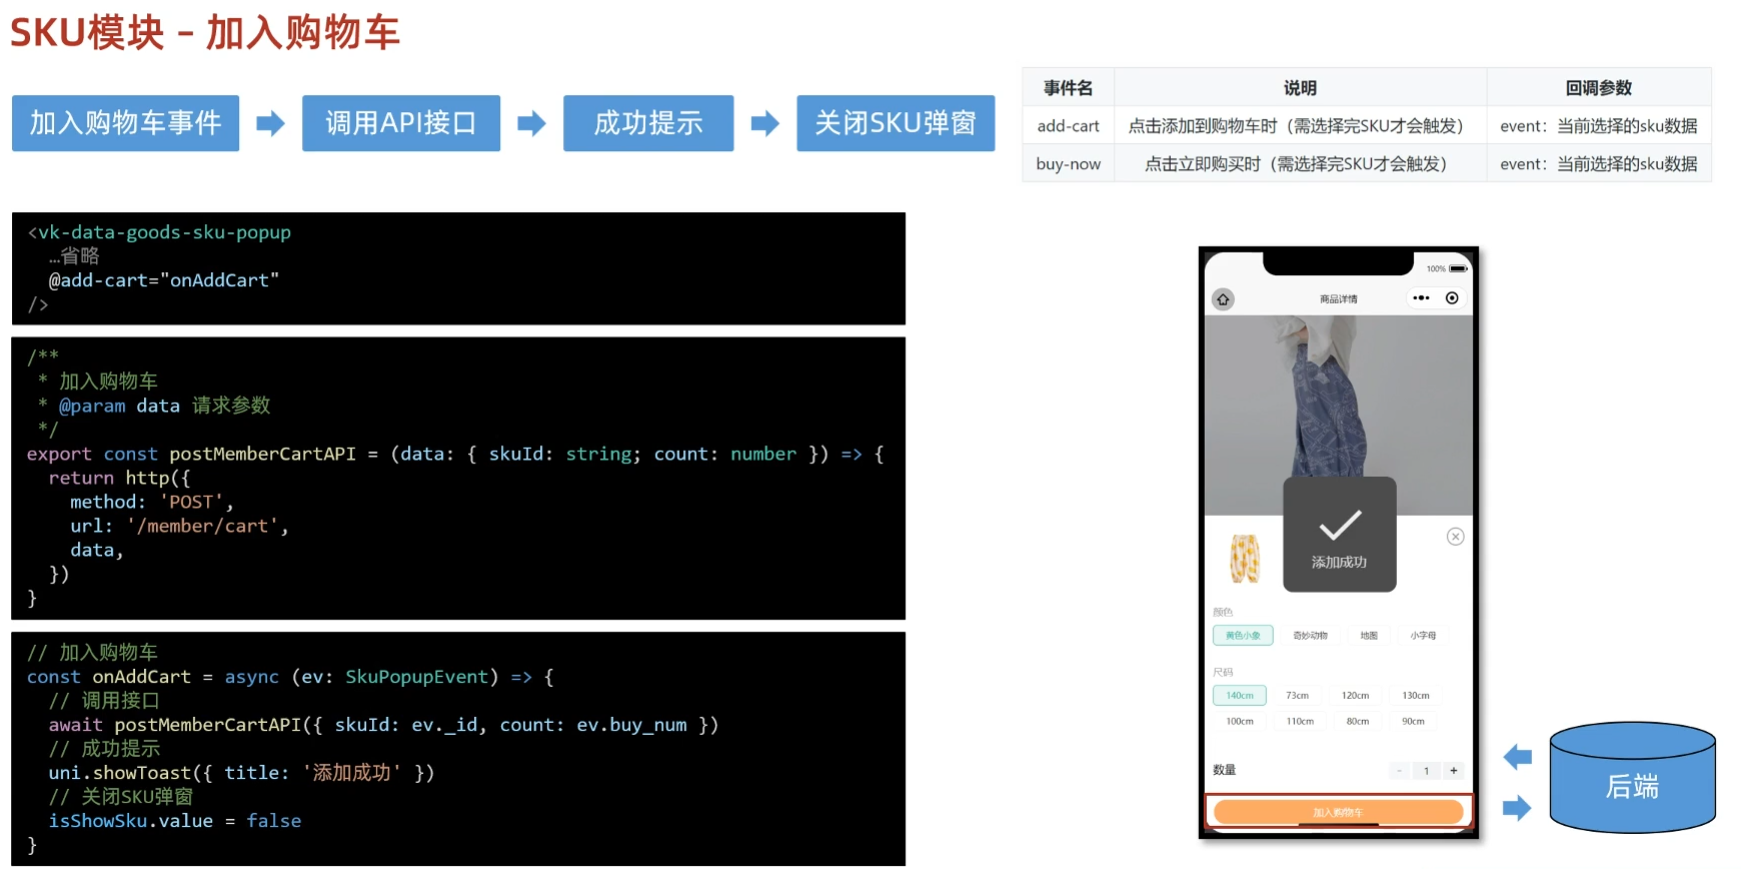 SKU模块 – 加入购物车
加入购物车事件
调用API接口
成功提示
关闭SKU弹窗
事件名 说明 回调参数
add-cart 点击添加到购物车时（需选择完SKU才会触发） event：当前选择的sku数据
buy-now 点击立即购买时（需选择完SKU才会触发） event：当前选择的sku数据
<vk-data-goods-sku-popup
…省略
@add-cart="onAddCart"
/>
/**
* 加入购物车
* @param data 请求参数
*/
export const postMemberCartAPI = (data: { skuId: string; count: number }) => {
return http({
method: 'POST',
url: '/member/cart',
data,
})
}
// 加入购物车
const onAddCart = async (ev: SkuPopupEvent) => {
// 调用接口
await postMemberCartAPI({ skuId: ev._id, count: ev.buy_num })
// 成功提示
uni.showToast({ title: '添加成功' })
// 关闭SKU弹窗
isShowSku.value = false
}
100%
商品详情
添加成功
颜色
黄色小象 奇妙动物 地图 小字母
尺码
140cm 73cm 120cm 130cm
100cm 110cm 80cm 90cm
数量 - 1 +
加入购物车
后端